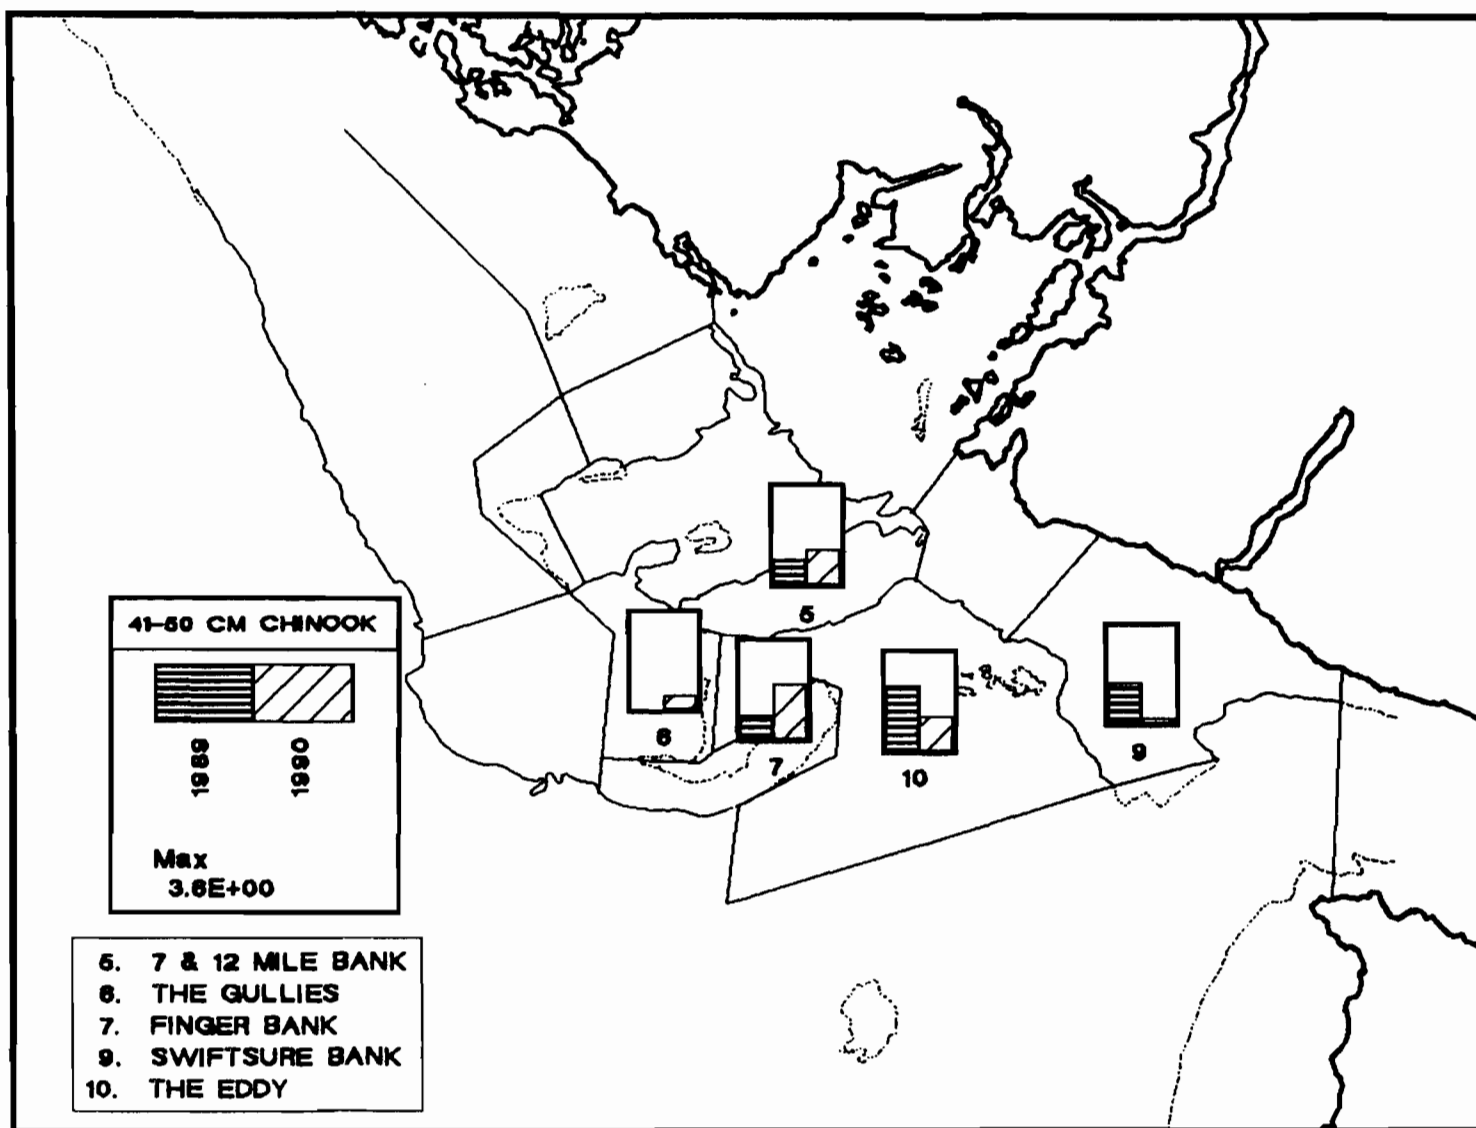 5
6
7
10
9
41-50 CM CHINOOK
1989
1990
Max
3.6E+00
5. 7 & 12 MILE BANK
6. THE GULLIES
7. FINGER BANK
9. SWIFTSURE BANK
10. THE EDDY